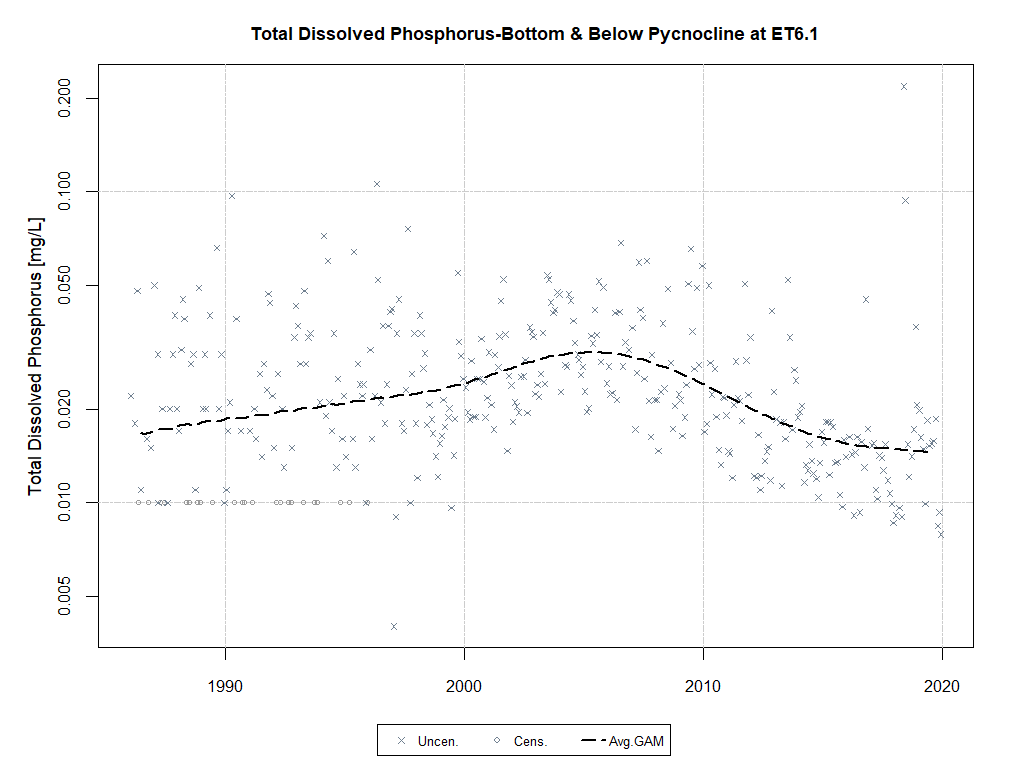 Total Dissolved Phosphorus-Bottom & Below Pycnocline at ET6.1
Total Dissolved Phosphorus [mg/L]
0.200
0.100
0.050
0.020
0.010
0.005
1990 2000 2010 2020
Uncen. Cens. Avg.GAM